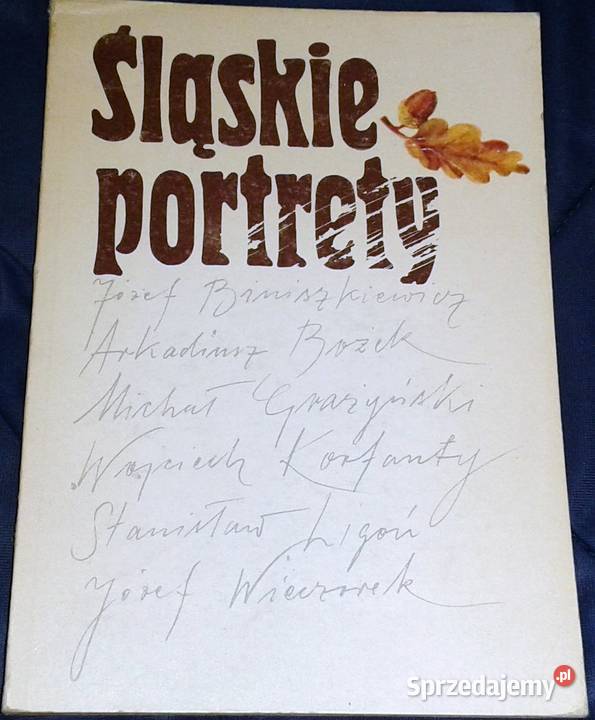 Śląskie
portrety
Józef Biniszkiewicz
Arkadiusz Bożek
Michał Grażyński
Wojciech Korfanty
Stanisław Ligoń
Józef Wieczorek
Sprzedajemy.pl